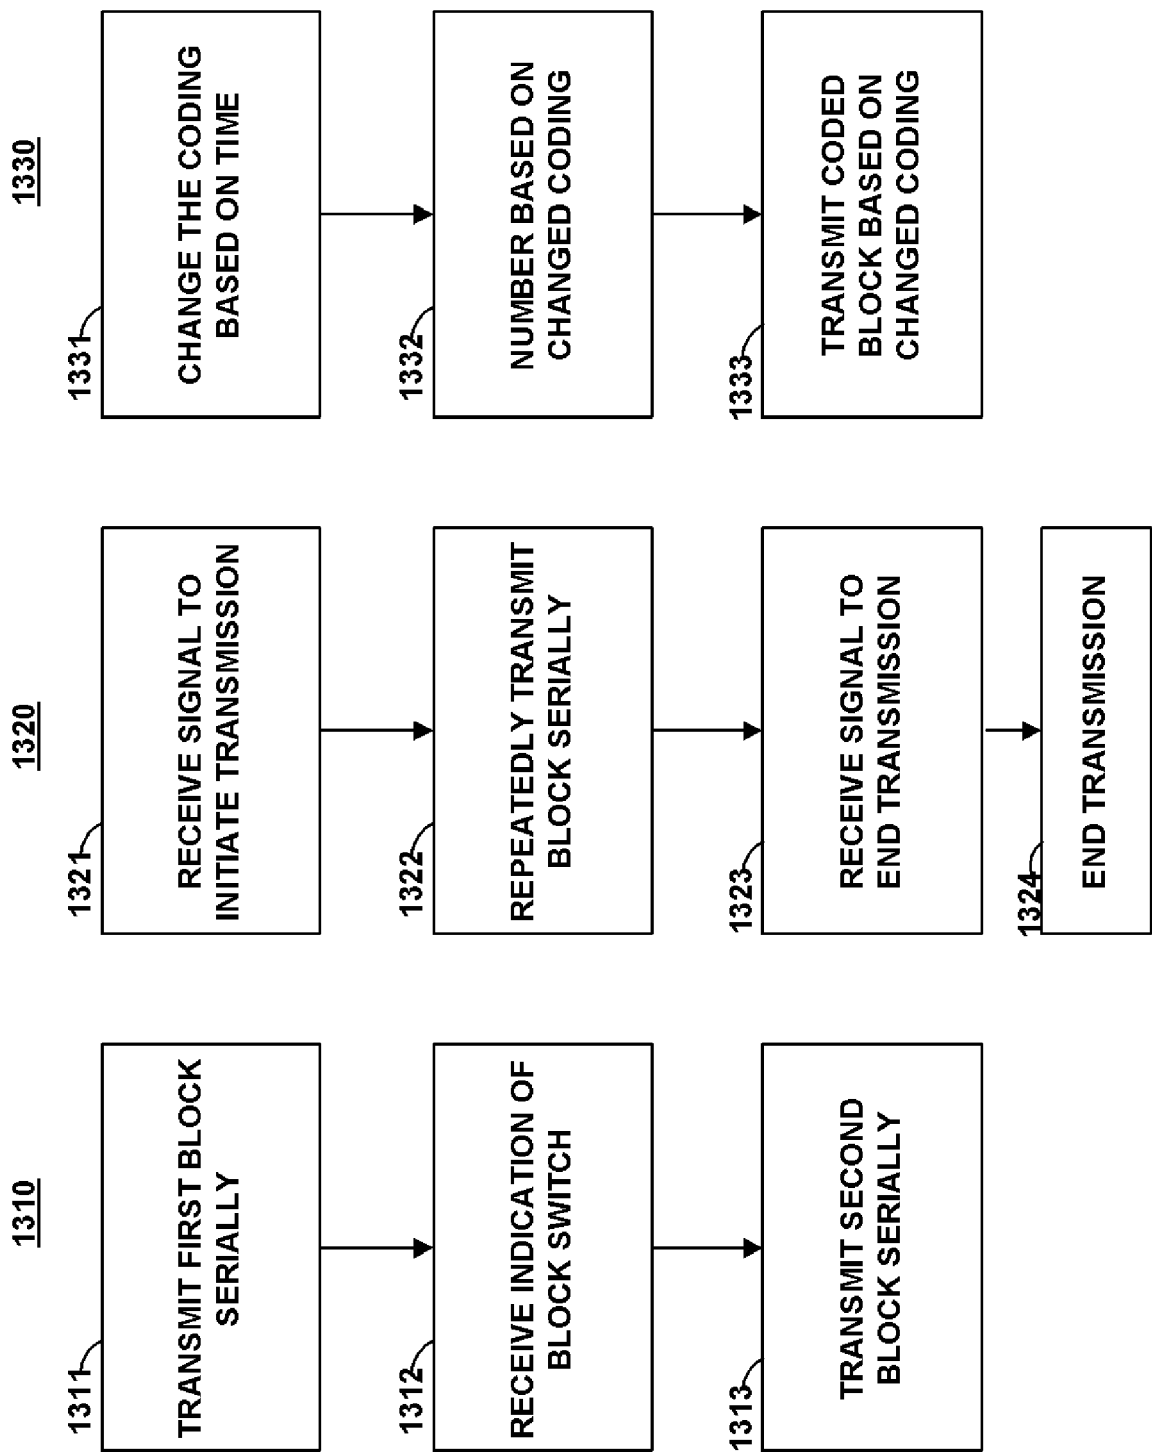 1310
1311
TRANSMIT FIRST BLOCK
SERIALLY
1312
RECEIVE INDICATION OF
BLOCK SWITCH
1313
TRANSMIT SECOND
BLOCK SERIALLY
1320
1321
RECEIVE SIGNAL TO
INITIATE TRANSMISSION
1322
REPEATEDLY TRANSMIT
BLOCK SERIALLY
1323
RECEIVE SIGNAL TO
END TRANSMISSION
1324
END TRANSMISSION
1330
1331
CHANGE THE CODING
BASED ON TIME
1332
NUMBER BASED ON
CHANGED CODING
1333
TRANSMIT CODED
BLOCK BASED ON
CHANGED CODING